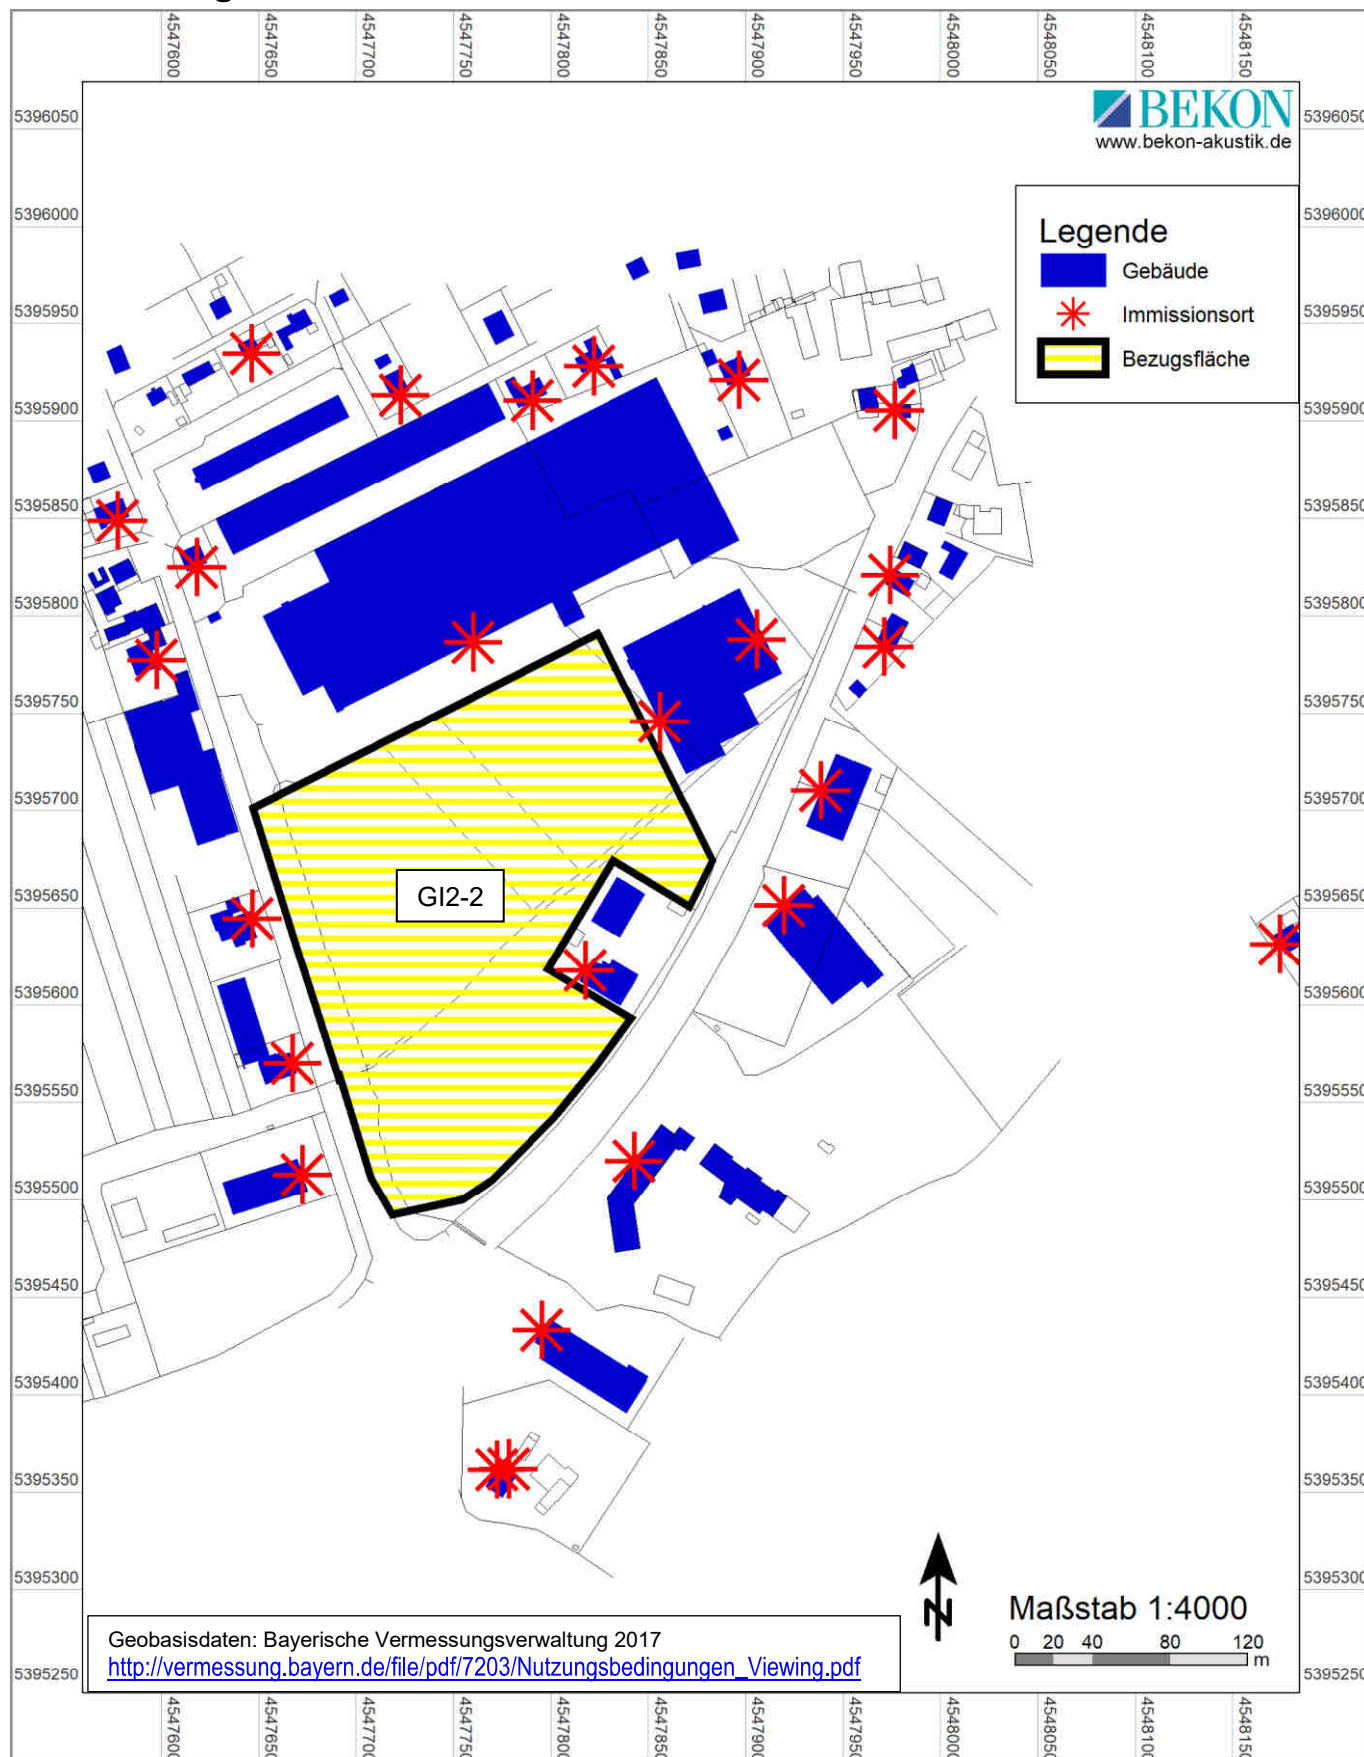 4547600 4547650 4547700 4547750 4547800 4547850 4547900 4547950 4548000 4548050 4548100 4548150
BEKON
www.bekon-akustik.de
5396050 5396050
Legende
Gebäude
Immissionsort
Bezugsfläche
5396000 5396000
5395950 5395950
5395900 5395900
5395850 5395850
5395800 5395800
5395750 5395750
5395700 5395700
5395650 5395650
GI2-2
5395600 5395600
5395550 5395550
5395500 5395500
5395450 5395450
5395400 5395400
5395350 5395350
5395300 5395300
N
Maßstab 1:4000
0 20 40 80 120
m
Geobasisdaten: Bayerische Vermessungsverwaltung 2017
http://vermessung.bayern.de/file/pdf/7203/Nutzungsbedingungen_Viewing.pdf
5395250 5395250
4547600 4547650 4547700 4547750 4547800 4547850 4547900 4547950 4548000 4548050 4548100 4548150